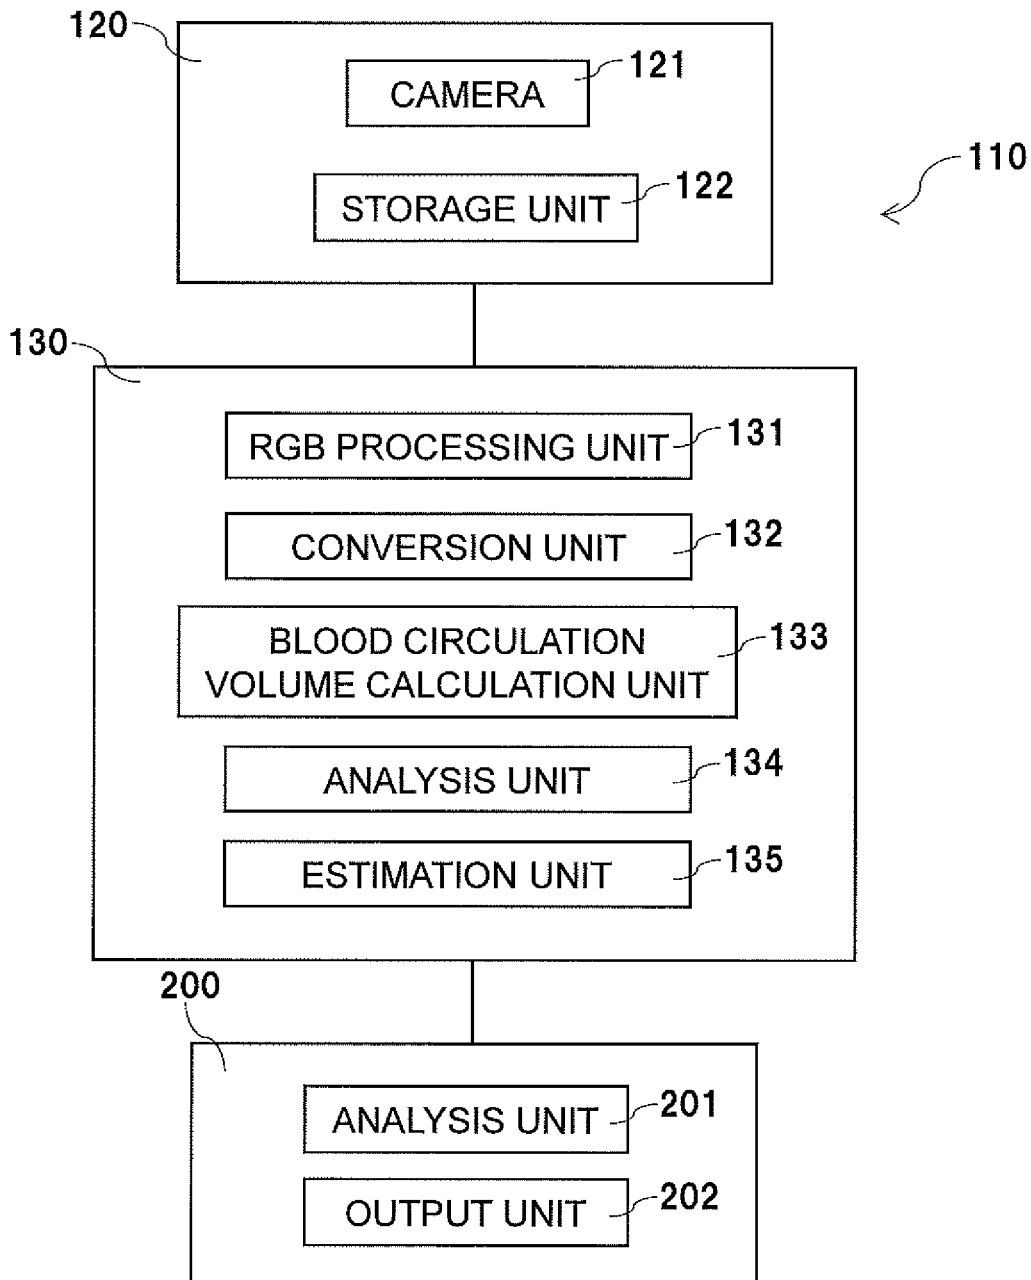 120
CAMERA
121
110
STORAGE UNIT
122
130
RGB PROCESSING UNIT
131
CONVERSION UNIT
132
BLOOD CIRCULATION
VOLUME CALCULATION UNIT
133
ANALYSIS UNIT
134
ESTIMATION UNIT
135
200
ANALYSIS UNIT
201
OUTPUT UNIT
202